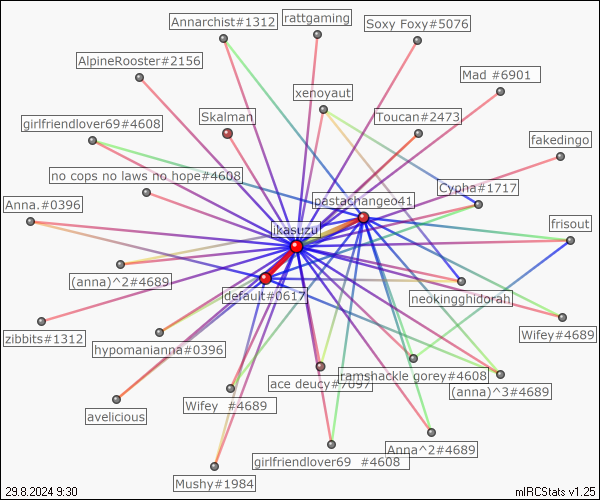 Annarchist#1312
rattgaming
Soxy Foxy#5076
AlpineRooster#2156
Mad #6901
xenoyaut
Skalman
Toucan#2473
girlfriendlover69#4608
fakedingo
no cops no laws no hope#4608
Cypha#1717
pastachangeo41
Anna.#0396
frisout
ikasuzu
(anna)^2#4689
default#0617
neokingghidorah
zibbits#1312
Wifey#4689
hypomanianna#0396
ramshackle gorey#4608
ace deucy#7097
(anna)^3#4689
Wifey #4689
avelicious
Anna^2#4689
girlfriendlover69 #4608
Mushy#1984
29.8.2024 9:30
mIRCStats v1.25